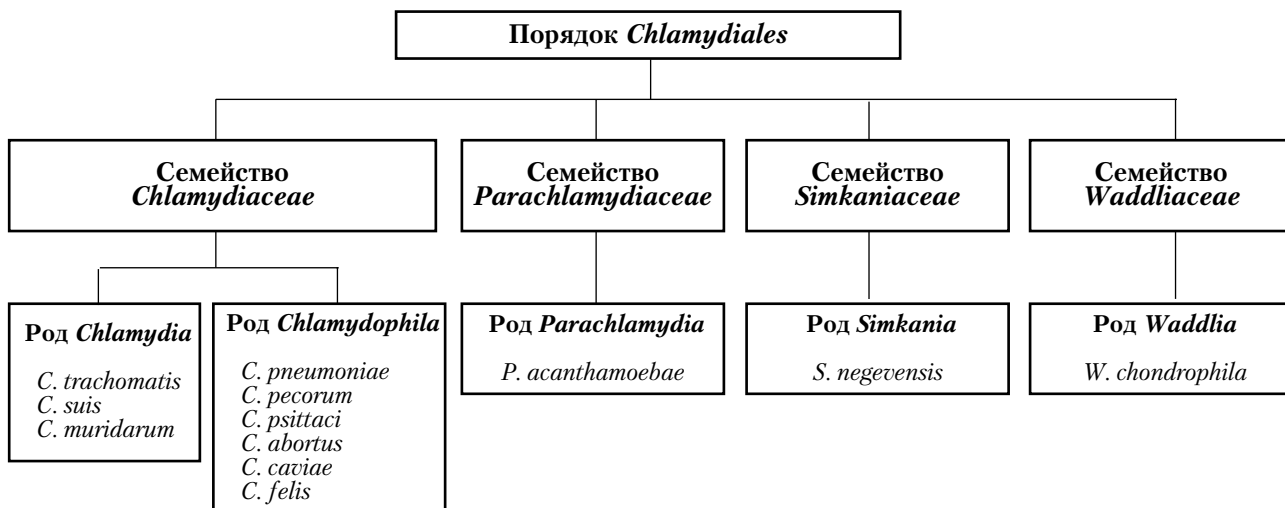 Порядок Chlamydiales
Семейство
Chlamydiaceae
Семейство
Parachlamydiaceae
Семейство
Simkaniaceae
Семейство
Waddliaceae
Род Chlamydia
C. trachomatis
C. suis
C. muridarum
Род Chlamydophila
C. pneumoniae
C. pecorum
C. psittaci
C. abortus
C. caviae
C. felis
Род Parachlamydia
P. acanthamoebae
Род Simkania
S. negevensis
Род Waddlia
W. chondrophila